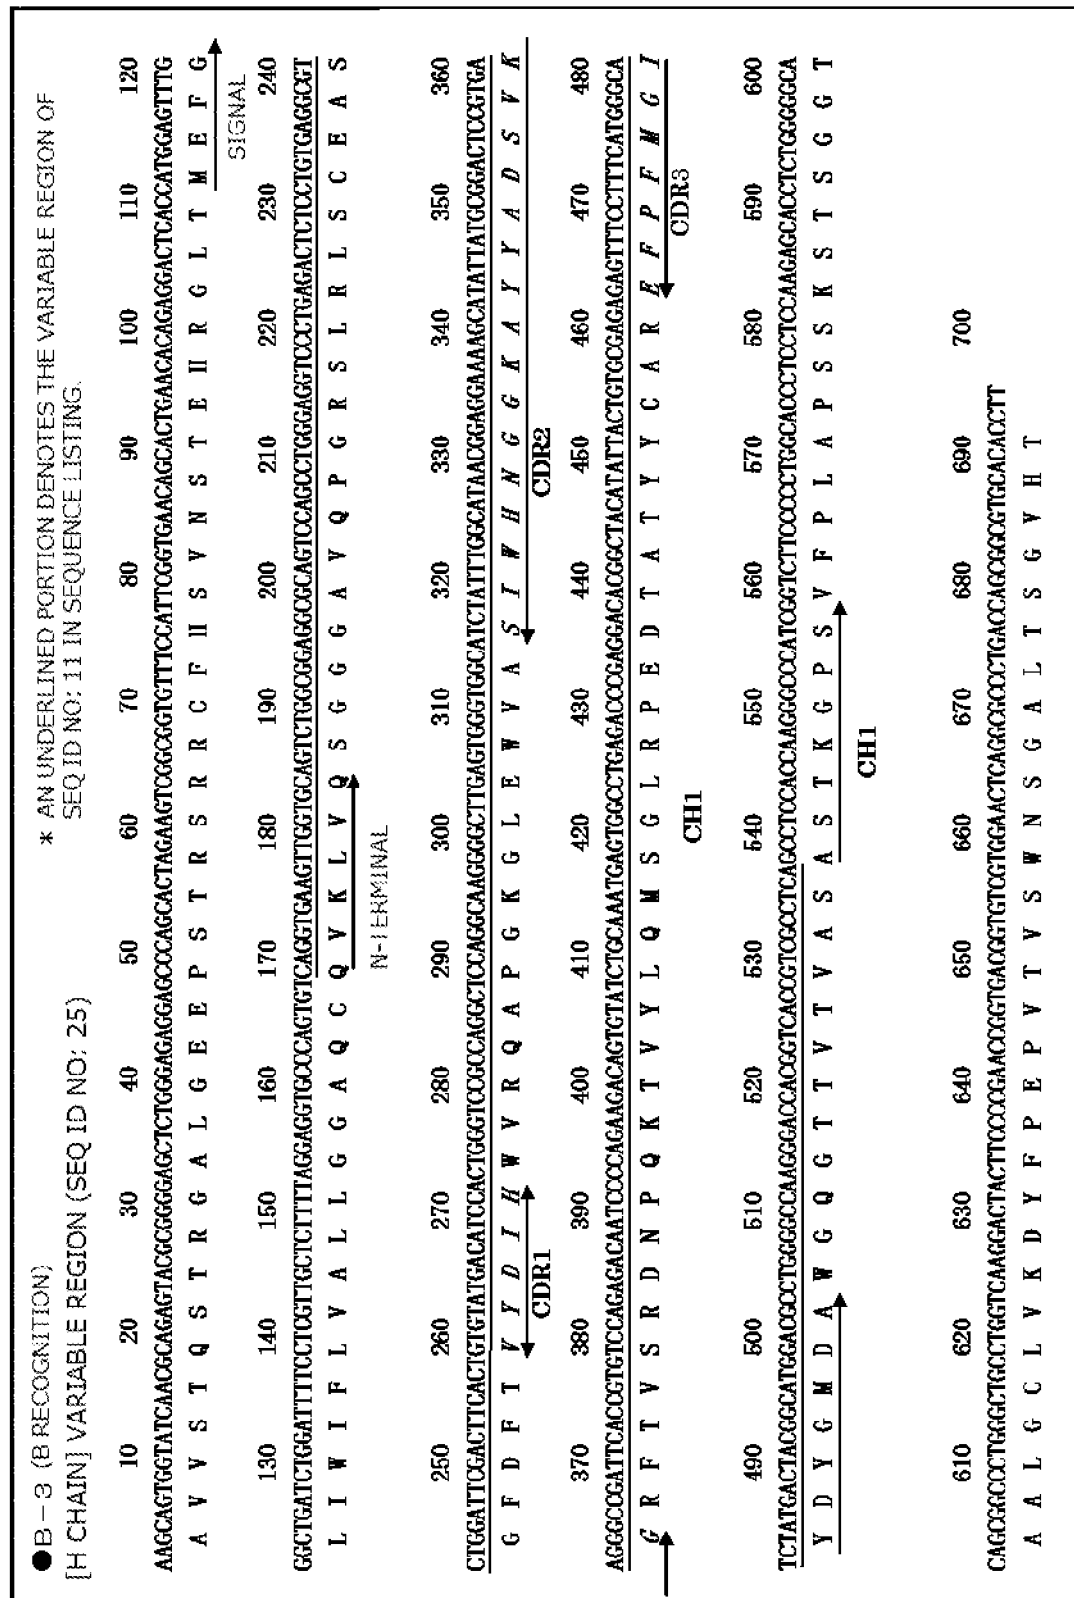 ●B－3 (B RECOGNITION)
[H CHAIN] VARIABLE REGION (SEQ ID NO: 25)
* AN UNDERLINED PORTION DENOTES THE VARIABLE REGION OF
SEQ ID NO: 11 IN SEQUENCE LISTING.
10 20 30 40 50 60 70 80 90 100 110 120
AAGCAGTGGTATCAACGCAGAGTACGCGGGGAGCTCTGGGAGAGGAGCCCAGCACTAGAAGTCGGCGGTGTTTCCATTCGGTGAACAGCACTGAACACAGAGGACTCACCATGGAGTTTG
A V V S T Q S T R G A L G E E P S T R S R R C F H S V N S T E H R G L T M E F G
SIGNAL
130 140 150 160 170 180 190 200 210 220 230 240
GGCTGATCTGGATTTTCCTCGTTGCTCTTTTAGGAGGTGCCCAGTGTCAGGTGAAGTTGGTGCAGTCTGGCGGAGGCGCAGTCCAGCCTGGGAGGTCCCTGAGACTCTCCTGTGAGGCGT
L I W I F L V A L L G G A Q C Q V K L V Q S G G G A V Q P G R S L R L S C E A S
N-TERMINAL
250 260 270 280 290 300 310 320 330 340 350 360
CTGGATTCGACTTCACTGTGTATGACATCCACTGGGTCCGCCAGGCTCCAGGCAAGGGGCTTGAGTGGGTGGCATCTATTTGGCATAACGGAGGAAAAGCATATTATGCGGACTCCGTGA
G F D F T V Y D I H W V R Q A P G K G L E W V A S I W H N G G K A Y Y A D S V K
CDR1 CDR2
370 380 390 400 410 420 430 440 450 460 470 480
AGGGCCGATTCACCGTGTCCAGAGACAATCCCCAGAAGACAGTGTATCTGCAAATGAGTGGCCTGAGACCCGAGGACACGGCTACATATTACTGTGCGAGAGAGTTTCCTTTCATGGGCA
G R F T V S R D N P Q K T V Y L Q M S G L R P E D T A T Y Y C A R E F P F M G I
CH1 CDR3
490 500 510 520 530 540 550 560 570 580 590 600
TCTATGACTACGGCATGGACGCCTGGGGCCAAGGGACCACGGTCACCGTCGCCTCAGCCTCCACCAAGGGCCCATCGGTCTTCCCCCTGGCACCCTCCTCCAAGAGCACCTCTGGGGGCA
Y D Y G M D A W G Q G T T V T V A S A S T K G P S V F P L A P S S K S T S G G T
CH1
610 620 630 640 650 660 670 680 690 700
CAGCGGCCCTGGGCTGCCTGGTCAAGGACTACTTCCCCGAACCGGTGACGGTGTCGTGGAACTCAGGCGCCCTGACCAGCGGCGTGCACACCTT
A A L G C L V K D Y F P E P V T V S W N S G A L T S G V H T